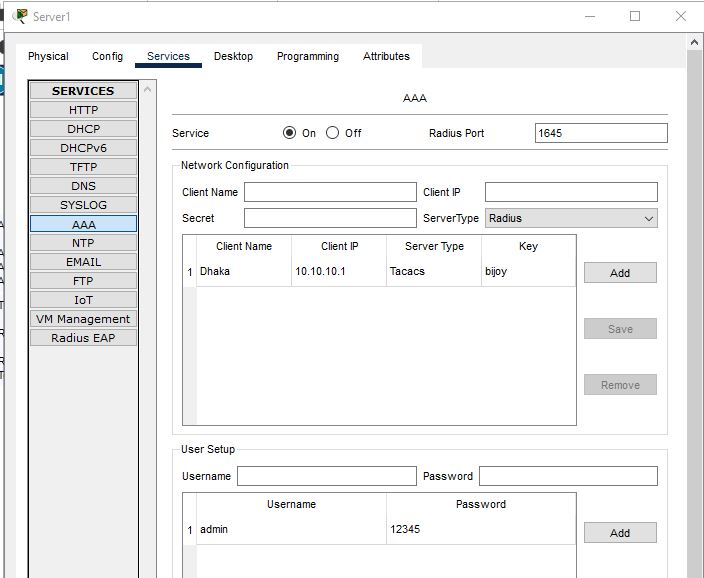 Server1
Physical Config Services Desktop Programming Attributes
SERVICES
HTTP
DHCP
DHCPv6
TFTP
DNS
SYSLOG
AAA
NTP
EMAIL
FTP
IoT
VM Management
Radius EAP
AAA
Service On Off Radius Port 1645
Network Configuration
Client Name Client IP
Secret ServerType Radius
Client Name Client IP Server Type Key
1 Dhaka 10.10.10.1 Tacacs bijoy
Add
Save
Remove
User Setup
Username Password
Username Password
1 admin 12345
Add